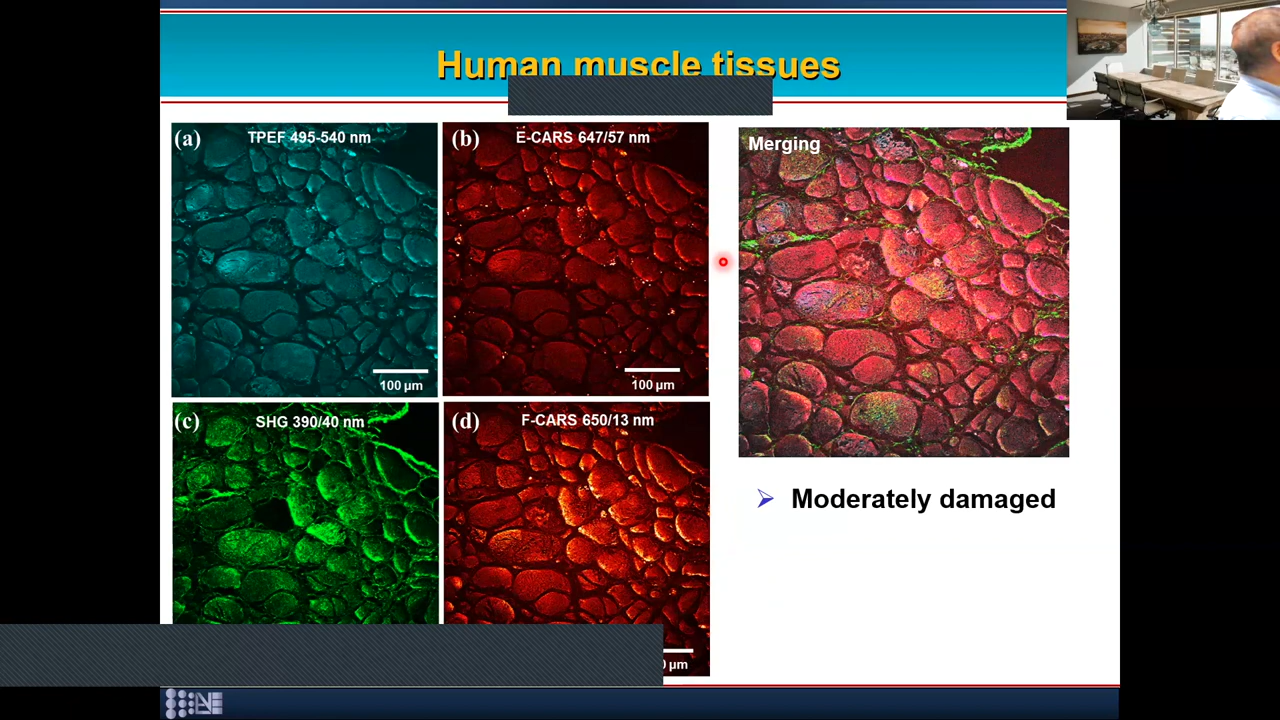 Human muscle tissues
(a) TPEF 495-540 nm
100 µm
(b) E-CARS 647/57 nm
100 µm
Merging
(c) SHG 390/40 nm
(d) F-CARS 650/13 nm
µm
Moderately damaged